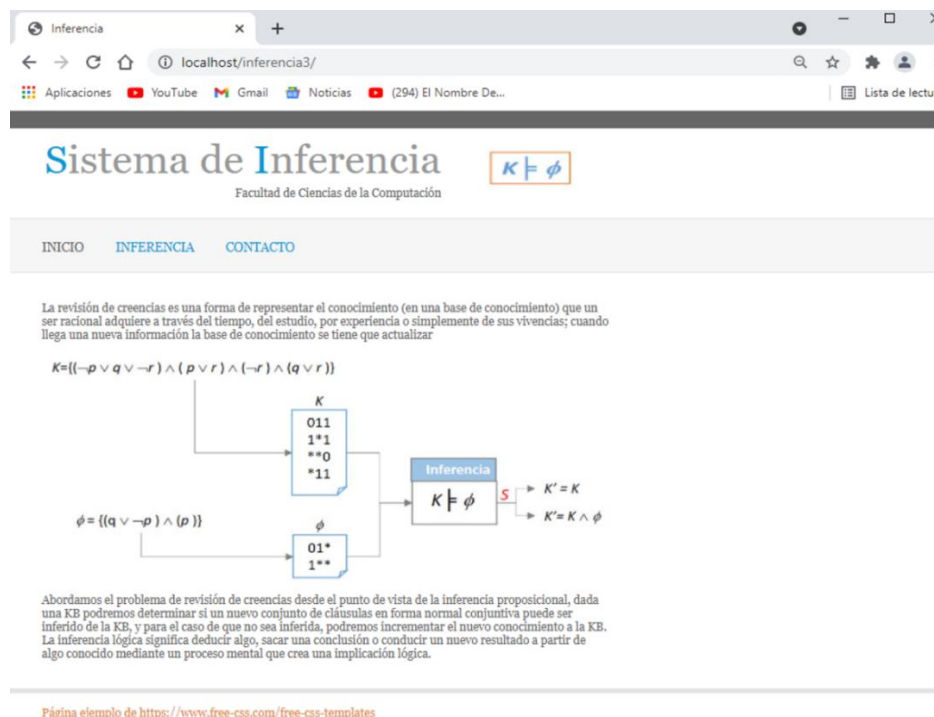 Inferencia
localhost/inferencia3/
Aplicaciones YouTube Gmail Noticias (294) El Nombre De... Lista de lectu
Sistema de Inferencia
K ⊨ ϕ
Facultad de Ciencias de la Computación
INICIO INFERENCIA CONTACTO
La revisión de creencias es una forma de representar el conocimiento (en una base de conocimiento) que un
ser racional adquiere a través del tiempo, del estudio, por experiencia o simplemente de sus vivencias; cuando
llega una nueva información la base de conocimiento se tiene que actualizar
K={(¬p ∨ q ∨ ¬r ) ∧ ( p ∨ r ) ∧ (¬r ) ∧ (q ∨ r )}
K
011
1*1
**0
*11
Inferencia
K ⊨ ϕ
S
K' = K
K'= K ∧ ϕ
ϕ = {(q ∨ ¬p ) ∧ (p )}
ϕ
01*
1**
Abordamos el problema de revisión de creencias desde el punto de vista de la inferencia proposicional, dada
una KB podremos determinar si un nuevo conjunto de cláusulas en forma normal conjuntiva puede ser
inferido de la KB, y para el caso de que no sea inferida, podremos incrementar el nuevo conocimiento a la KB.
La inferencia lógica significa deducir algo, sacar una conclusión o conducir un nuevo resultado a partir de
algo conocido mediante un proceso mental que crea una implicación lógica.
Página ejemplo de https://www.free-css.com/free-css-templates